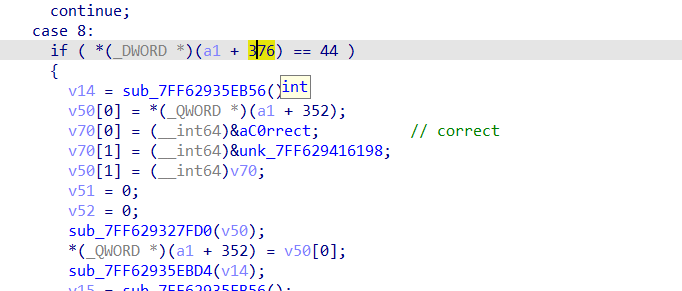 continue;
case 8:
if ( *(_DWORD *)(a1 + 376) == 44 )
{
v14 = sub_7FF62935EB56()
int
v50[0] = *(_QWORD *)(a1 + 352);
v70[0] = (__int64)&aC0rrect; // correct
v70[1] = (__int64)&unk_7FF629416198;
v50[1] = (__int64)v70;
v51 = 0;
v52 = 0;
sub_7FF629327FD0(v50);
*(_QWORD *)(a1 + 352) = v50[0];
sub_7FF62935EBD4(v14);
v15 = sub_7FF62935EB56();